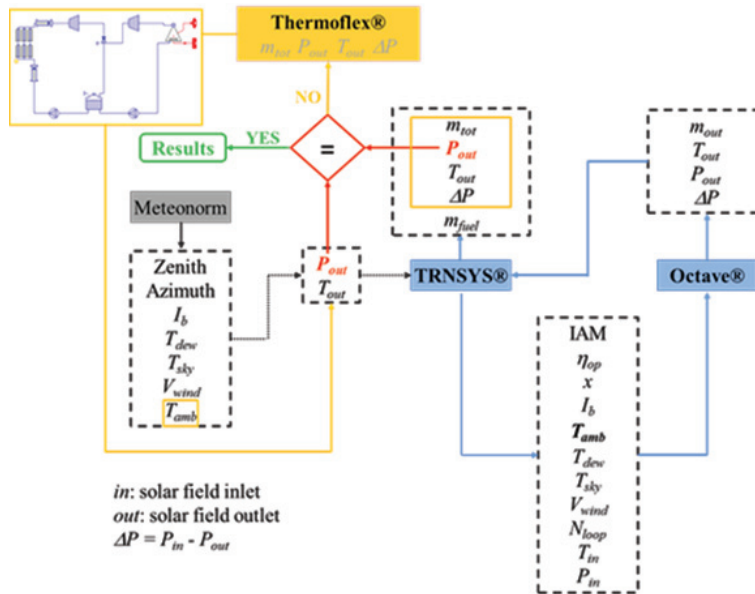 Thermoflex®
m_tot P_out T_out ΔP
NO
YES
Results
=
m_tot
P_out
T_out
ΔP
m_fuel
m_out
T_out
P_out
ΔP
Meteonorm
Zenith
Azimuth
I_b
T_dew
T_sky
V_wind
T_amb
P_out
T_out
TRNSYS®
Octave®
IAM
η_op
x
I_b
T_amb
T_dew
T_sky
V_wind
N_loop
T_in
P_in
in: solar field inlet
out: solar field outlet
ΔP = P_in - P_out